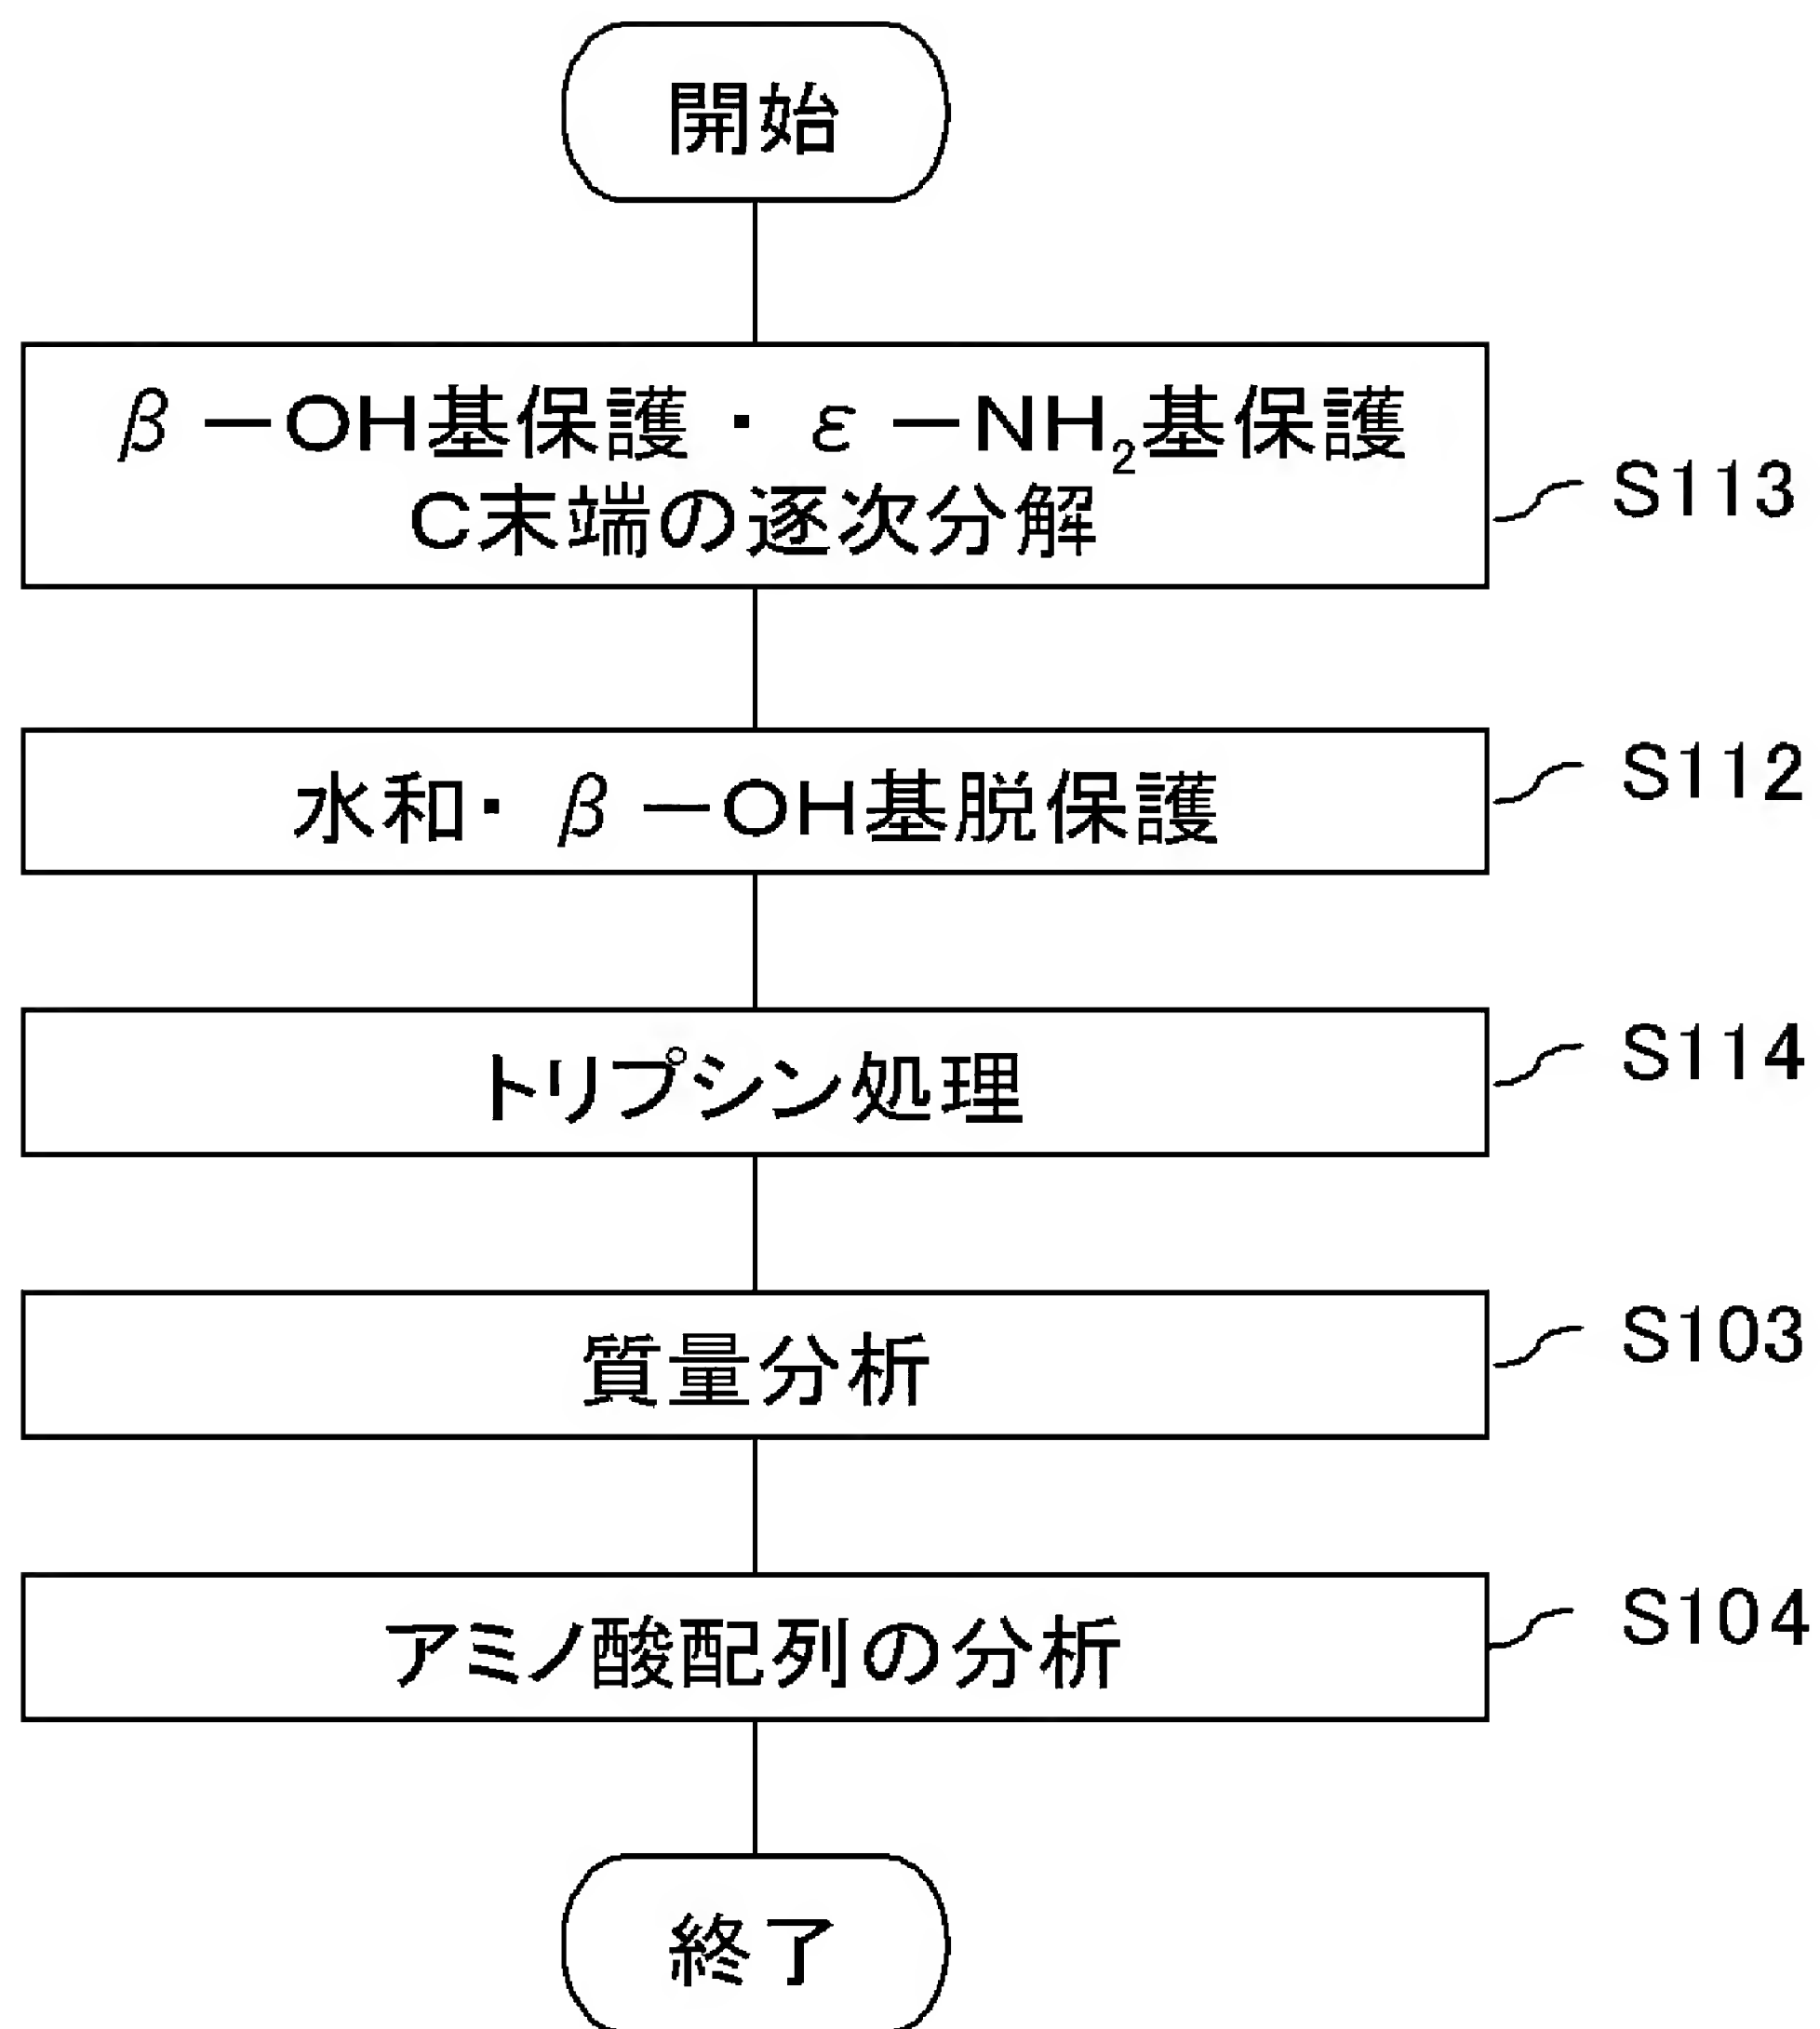 開始
β－OH基保護・ε－NH₂基保護
C末端の逐次分解
S113
水和・β－OH基脱保護
S112
トリプシン処理
S114
質量分析
S103
アミノ酸配列の分析
S104
終了